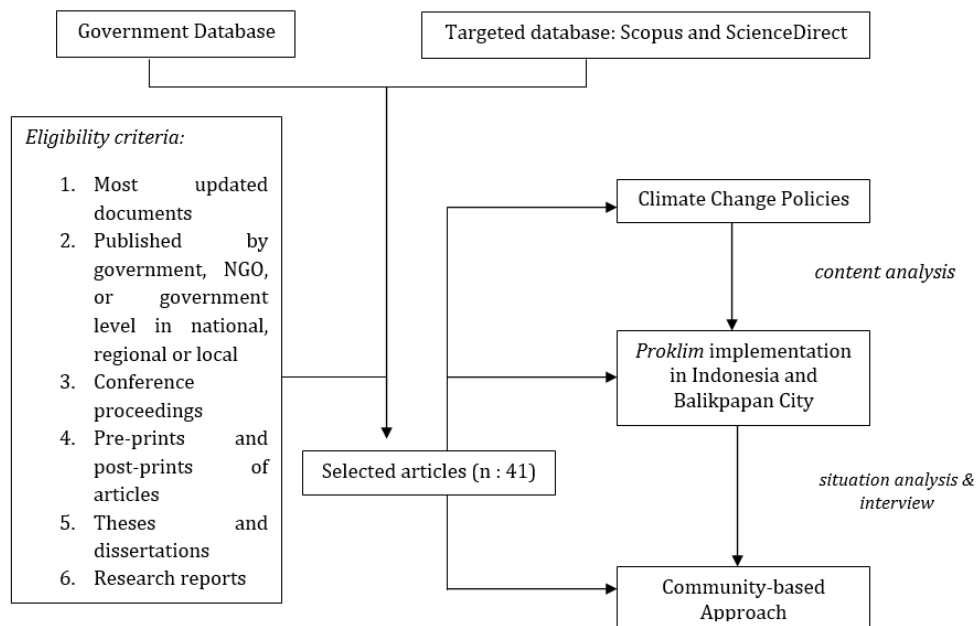 Government Database
Targeted database: Scopus and ScienceDirect
Eligibility criteria:
1. Most updated
documents
2. Published by
government, NGO,
or government
level in national,
regional or local
3. Conference
proceedings
4. Pre-prints and
post-prints of
articles
5. Theses and
dissertations
6. Research reports
Selected articles (n : 41)
Climate Change Policies
content analysis
Proklim implementation
in Indonesia and
Balikpapan City
situation analysis &
interview
Community-based
Approach